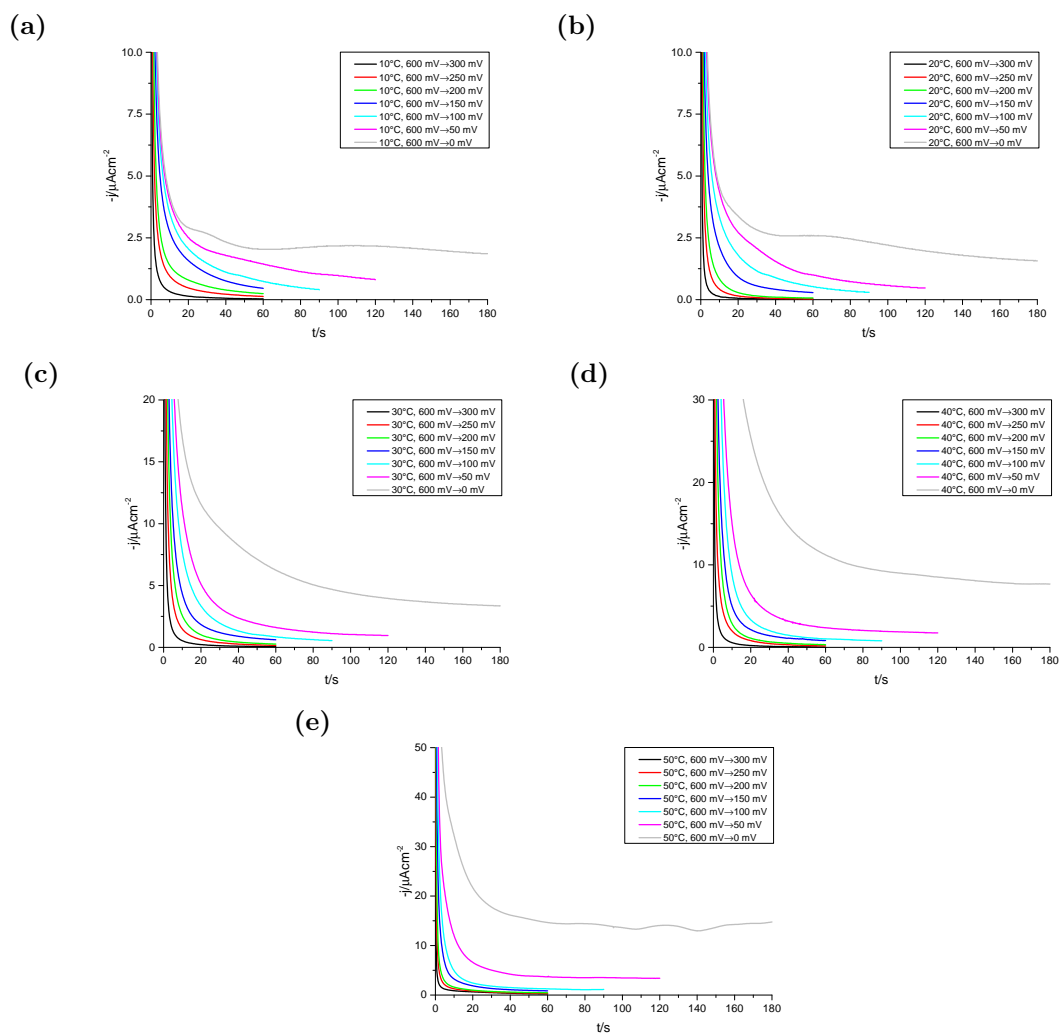 (a)
10.0
7.5
5.0
2.5
0.0
-j/µAcm-2
0 20 40 60 80 100 120 140 160 180
t/s
10°C, 600 mV→300 mV
10°C, 600 mV→250 mV
10°C, 600 mV→200 mV
10°C, 600 mV→150 mV
10°C, 600 mV→100 mV
10°C, 600 mV→50 mV
10°C, 600 mV→0 mV
(b)
10.0
7.5
5.0
2.5
0.0
-j/µAcm-2
0 20 40 60 80 100 120 140 160 180
t/s
20°C, 600 mV→300 mV
20°C, 600 mV→250 mV
20°C, 600 mV→200 mV
20°C, 600 mV→150 mV
20°C, 600 mV→100 mV
20°C, 600 mV→50 mV
20°C, 600 mV→0 mV
(c)
20
15
10
5
0
-j/µAcm-2
0 20 40 60 80 100 120 140 160 180
t/s
30°C, 600 mV→300 mV
30°C, 600 mV→250 mV
30°C, 600 mV→200 mV
30°C, 600 mV→150 mV
30°C, 600 mV→100 mV
30°C, 600 mV→50 mV
30°C, 600 mV→0 mV
(d)
30
20
10
0
-j/µAcm-2
0 20 40 60 80 100 120 140 160 180
t/s
40°C, 600 mV→300 mV
40°C, 600 mV→250 mV
40°C, 600 mV→200 mV
40°C, 600 mV→150 mV
40°C, 600 mV→100 mV
40°C, 600 mV→50 mV
40°C, 600 mV→0 mV
(e)
50
40
30
20
10
0
-j/µAcm-2
0 20 40 60 80 100 120 140 160 180
t/s
50°C, 600 mV→300 mV
50°C, 600 mV→250 mV
50°C, 600 mV→200 mV
50°C, 600 mV→150 mV
50°C, 600 mV→100 mV
50°C, 600 mV→50 mV
50°C, 600 mV→0 mV